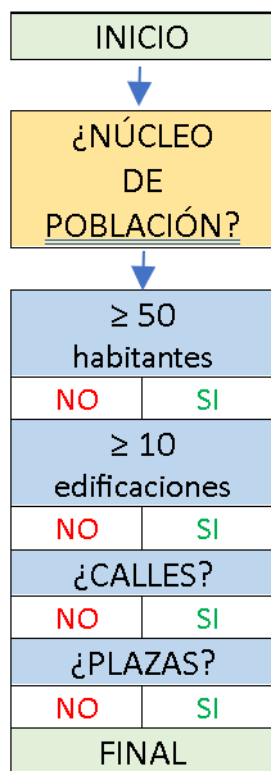 INICIO
¿NÚCLEO
DE
POBLACIÓN?
≥ 50
habitantes
NO SI
≥ 10
edificaciones
NO SI
¿CALLES?
NO SI
¿PLAZAS?
NO SI
FINAL